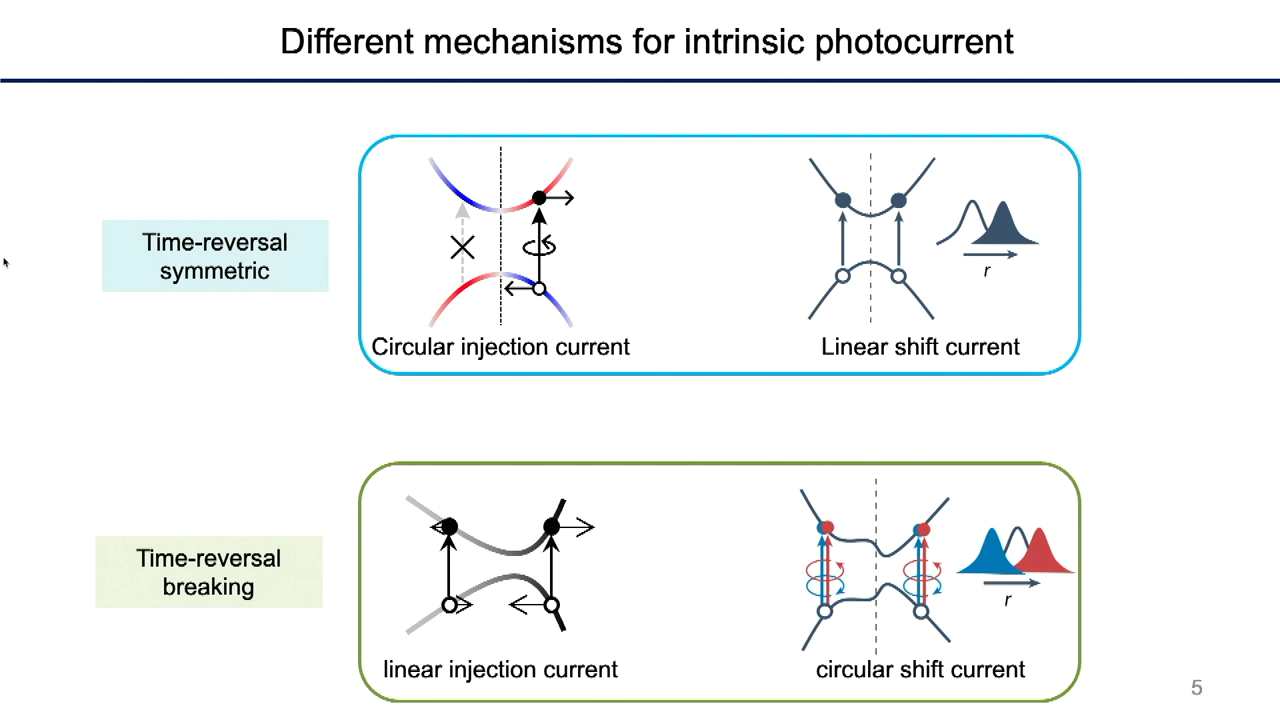 Different mechanisms for intrinsic photocurrent
Time-reversal
symmetric
r
Circular injection current
Linear shift current
Time-reversal
breaking
r
linear injection current
circular shift current
5